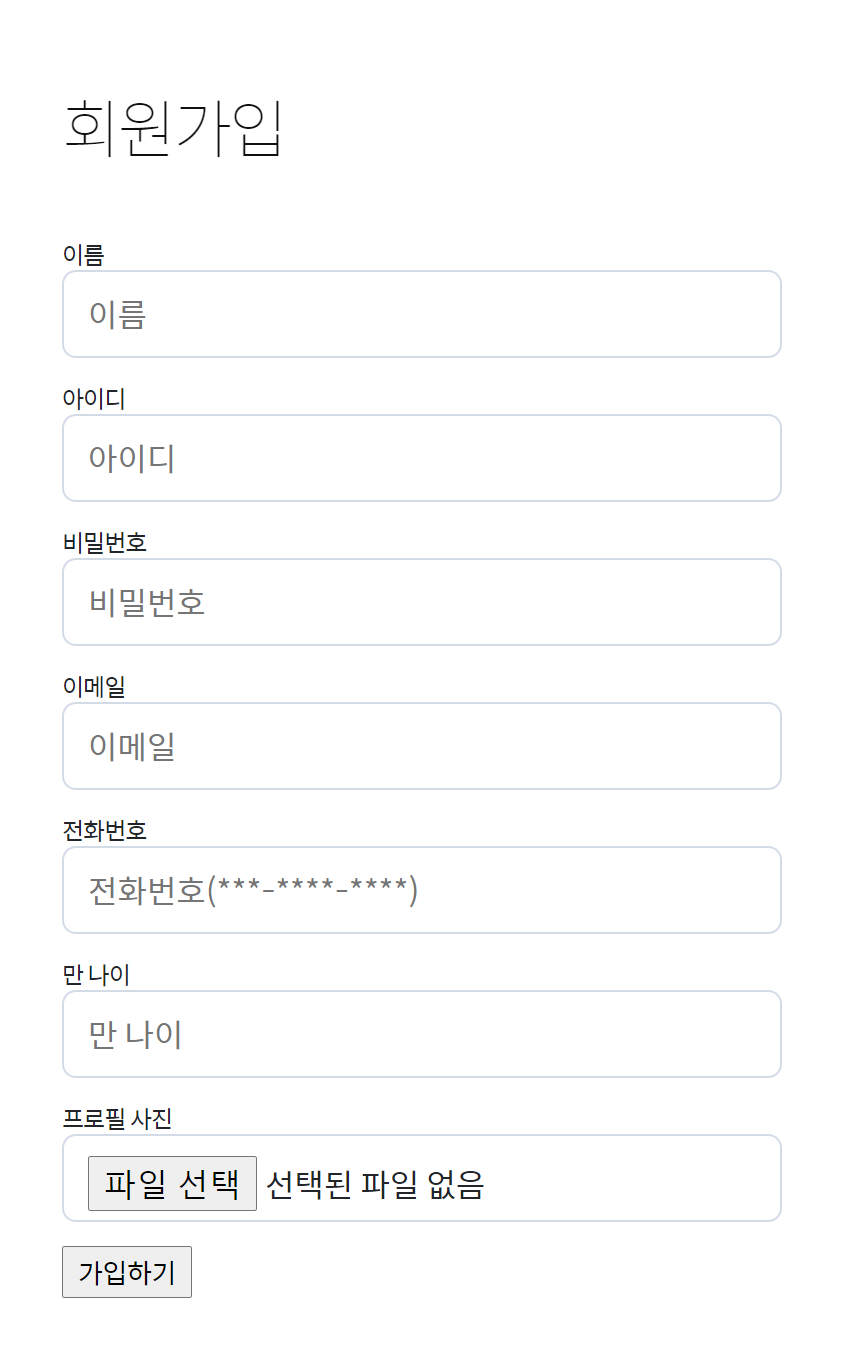 회원가입
이름
이름
아이디
아이디
비밀번호
비밀번호
이메일
이메일
전화번호
전화번호(***-****-****)
만 나이
만 나이
프로필 사진
파일 선택 선택된 파일 없음
가입하기